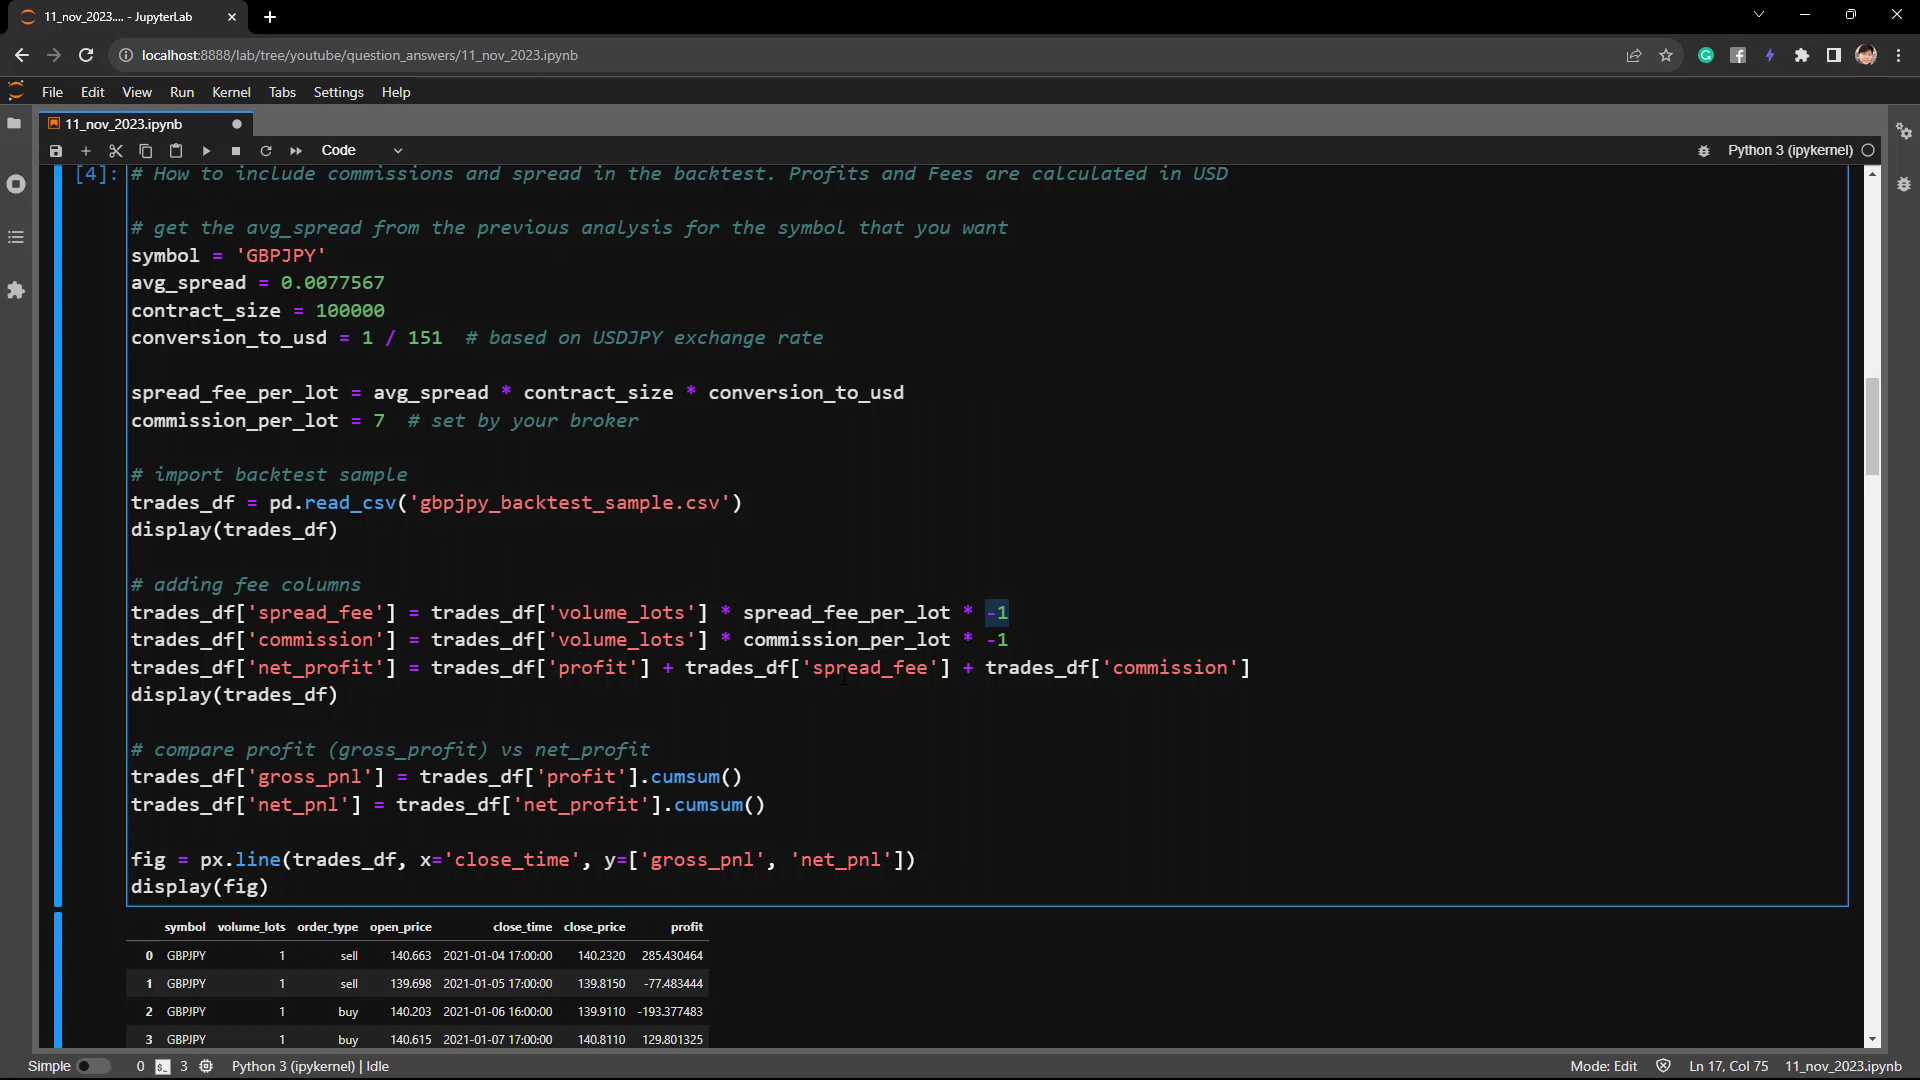 11_nov_2023.... - JupyterLab
localhost:8888/lab/tree/youtube/question_answers/11_nov_2023.ipynb
File Edit View Run Kernel Tabs Settings Help
11_nov_2023.ipynb
Code
Python 3 (ipykernel)
[4]: # How to include commissions and spread in the backtest. Profits and Fees are calculated in USD
# get the avg_spread from the previous analysis for the symbol that you want
symbol = 'GBPJPY'
avg_spread = 0.0077567
contract_size = 100000
conversion_to_usd = 1 / 151 # based on USDJPY exchange rate
spread_fee_per_lot = avg_spread * contract_size * conversion_to_usd
commission_per_lot = 7 # set by your broker
# import backtest sample
trades_df = pd.read_csv('gbpjpy_backtest_sample.csv')
display(trades_df)
# adding fee columns
trades_df['spread_fee'] = trades_df['volume_lots'] * spread_fee_per_lot * -1
trades_df['commission'] = trades_df['volume_lots'] * commission_per_lot * -1
trades_df['net_profit'] = trades_df['profit'] + trades_df['spread_fee'] + trades_df['commission']
display(trades_df)
# compare profit (gross_profit) vs net_profit
trades_df['gross_pnl'] = trades_df['profit'].cumsum()
trades_df['net_pnl'] = trades_df['net_profit'].cumsum()
fig = px.line(trades_df, x='close_time', y=['gross_pnl', 'net_pnl'])
display(fig)
symbol volume_lots order_type open_price close_time close_price profit
0 GBPJPY 1 sell 140.663 2021-01-04 17:00:00 140.2320 285.430464
1 GBPJPY 1 sell 139.698 2021-01-05 17:00:00 139.8150 -77.483444
2 GBPJPY 1 buy 140.203 2021-01-06 16:00:00 139.9110 -193.377483
3 GBPJPY 1 buy 140.615 2021-01-07 17:00:00 140.8110 129.801325
Simple 0 3 Python 3 (ipykernel) | Idle Mode: Edit Ln 17, Col 75 11_nov_2023.ipynb